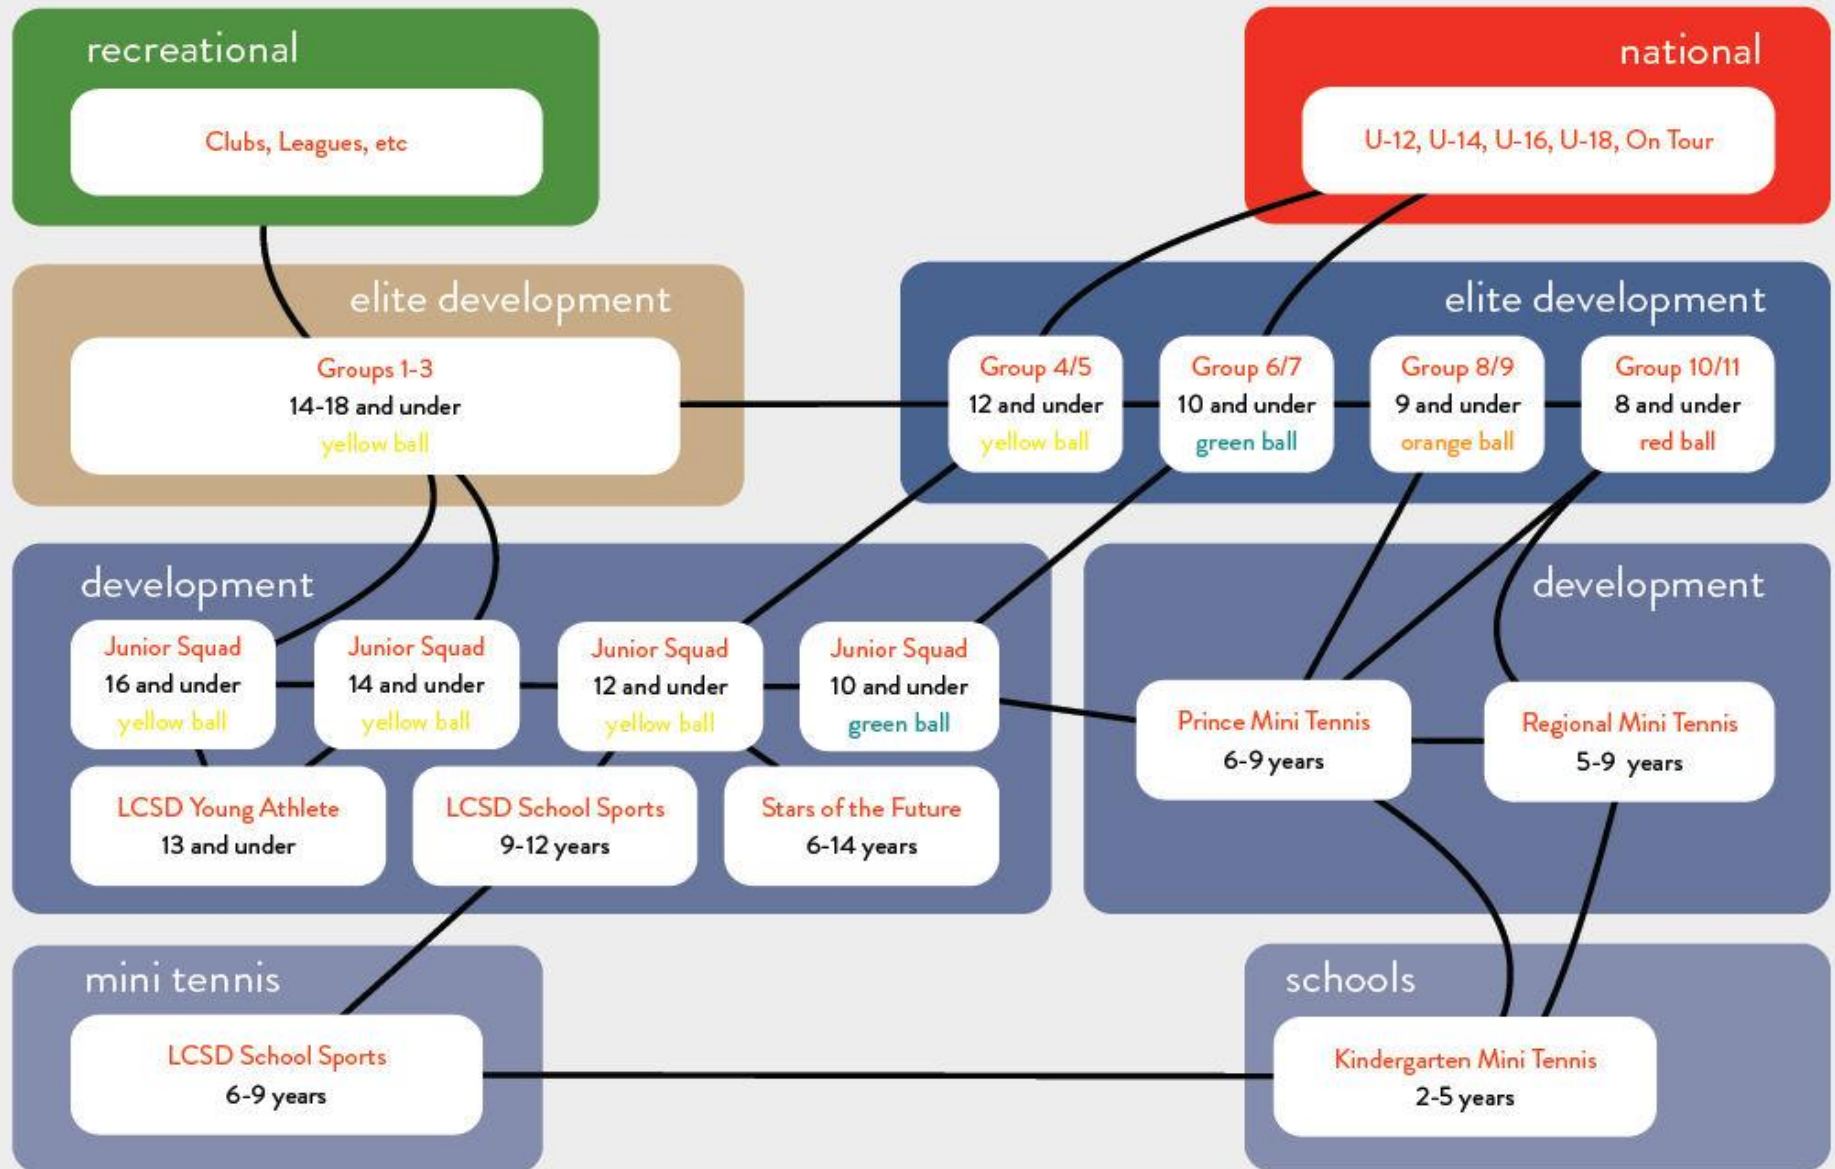 recreational
Clubs, Leagues, etc
national
U-12, U-14, U-16, U-18, On Tour
elite development
Groups 1-3
14-18 and under
yellow ball
elite development
Group 4/5
12 and under
yellow ball
Group 6/7
10 and under
green ball
Group 8/9
9 and under
orange ball
Group 10/11
8 and under
red ball
development
Junior Squad
16 and under
yellow ball
Junior Squad
14 and under
yellow ball
Junior Squad
12 and under
yellow ball
Junior Squad
10 and under
green ball
LCSD Young Athlete
13 and under
LCSD School Sports
9-12 years
Stars of the Future
6-14 years
development
Prince Mini Tennis
6-9 years
Regional Mini Tennis
5-9 years
mini tennis
LCSD School Sports
6-9 years
schools
Kindergarten Mini Tennis
2-5 years